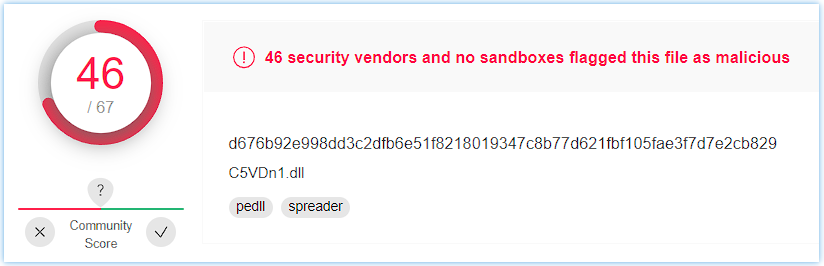 46
/ 67
?
Community
Score
46 security vendors and no sandboxes flagged this file as malicious
d676b92e998dd3c2dfb6e51f8218019347c8b77d621fbf105fae3f7d7e2cb829
C5VDn1.dll
pedll spreader